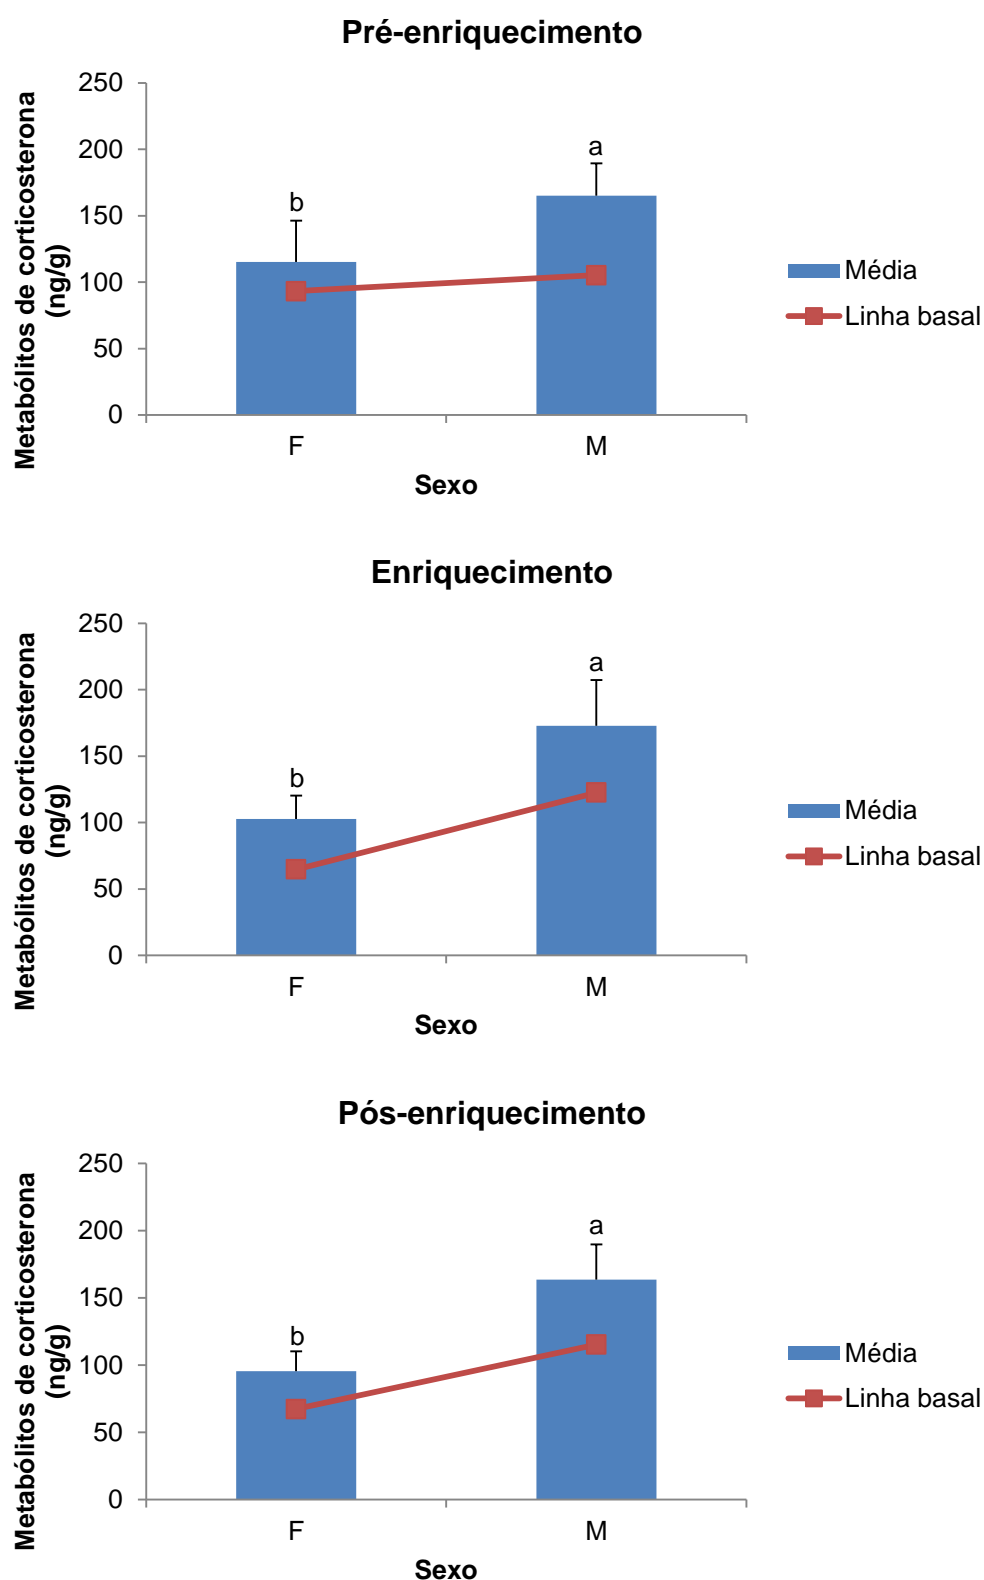 Pré-enriquecimento
Metabólitos de corticosterona
(ng/g)
250
200
150
100
50
0
b
a
F
M
Sexo
Média
Linha basal
Enriquecimento
Metabólitos de corticosterona
(ng/g)
250
200
150
100
50
0
b
a
F
M
Sexo
Média
Linha basal
Pós-enriquecimento
Metabólitos de corticosterona
(ng/g)
250
200
150
100
50
0
b
a
F
M
Sexo
Média
Linha basal